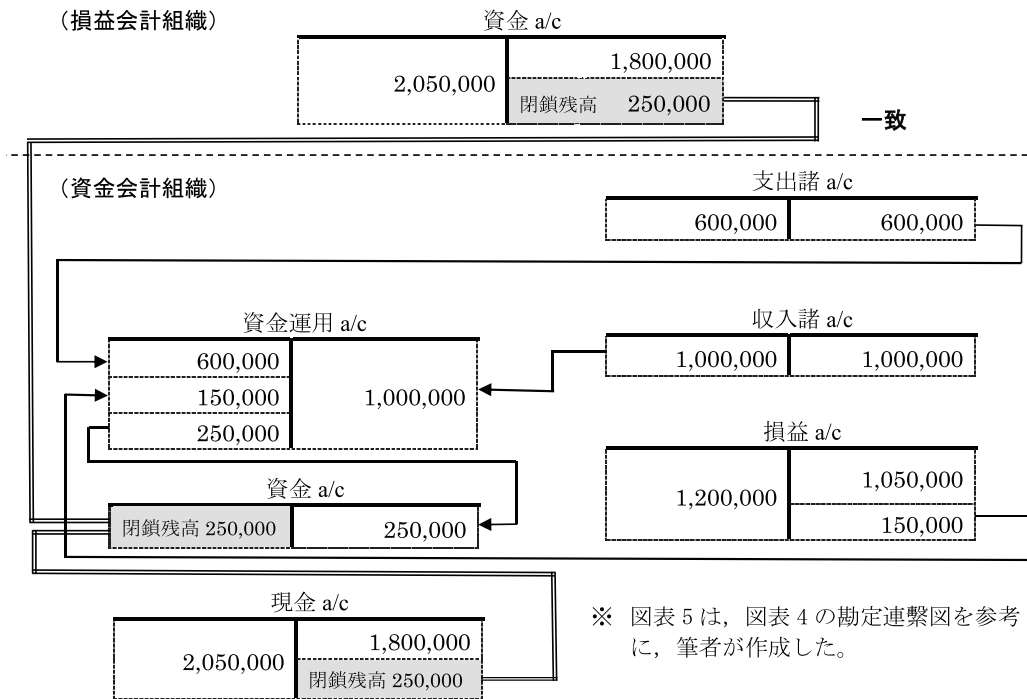 （損益会計組織）
資金 a/c
2,050,000
1,800,000
閉鎖残高 250,000
一致
（資金会計組織）
支出諸 a/c
600,000
600,000
資金運用 a/c
600,000
150,000
250,000
1,000,000
収入諸 a/c
1,000,000
1,000,000
損益 a/c
1,200,000
1,050,000
150,000
資金 a/c
閉鎖残高 250,000
250,000
現金 a/c
2,050,000
1,800,000
閉鎖残高 250,000
※ 図表 5 は，図表 4 の勘定連繫図を参考
に，筆者が作成した。